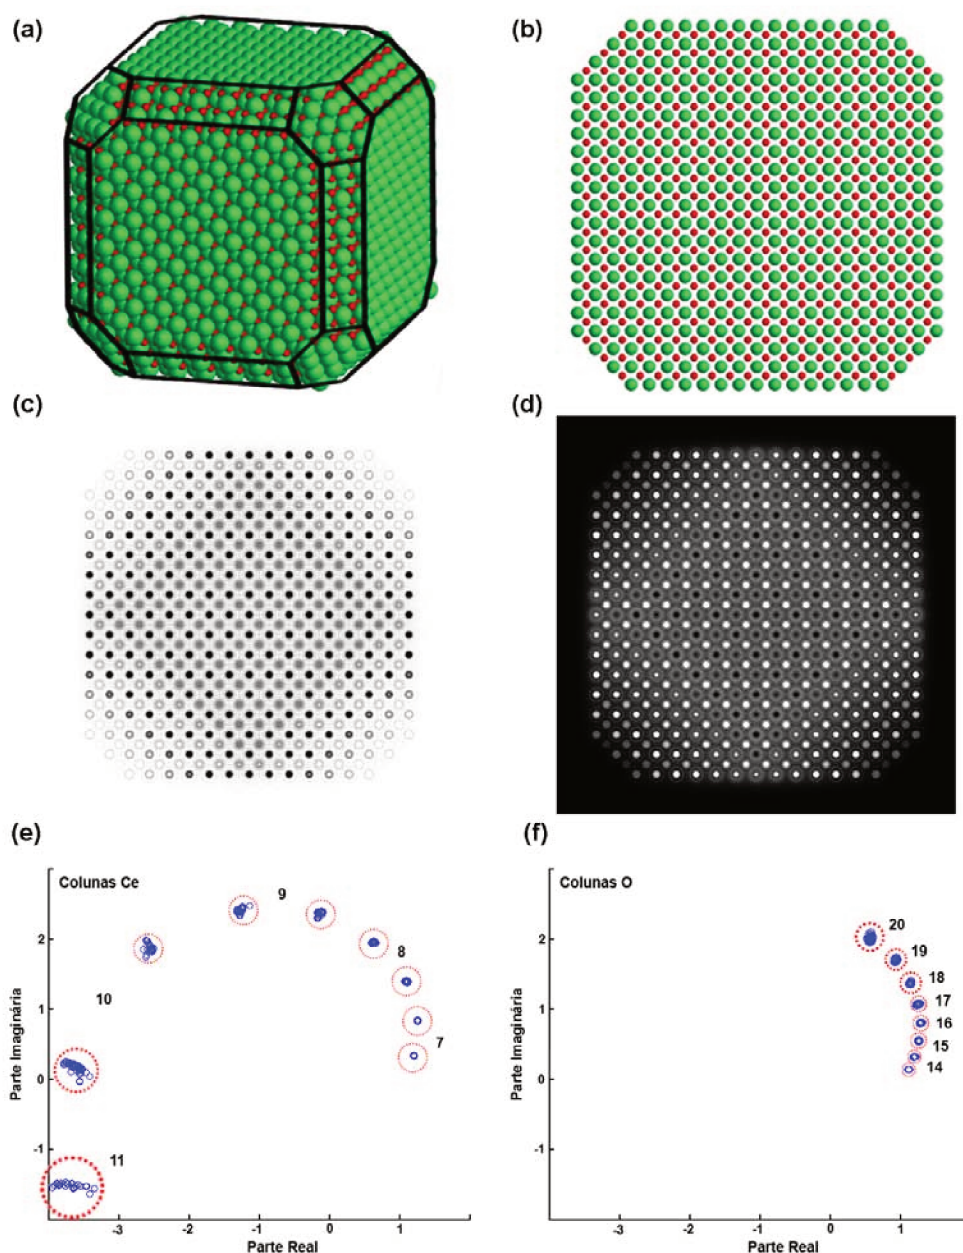 (a)
(b)
(c)
(d)
(e)
(f)
Colunas Ce
9
8
10
7
11
Parte Imaginária
2
1
0
-1
-3
-2
-1
0
1
Parte Real
Colunas O
20
19
18
17
16
15
14
Parte Imaginária
2
1
0
-1
-3
-2
-1
0
1
Parte Real